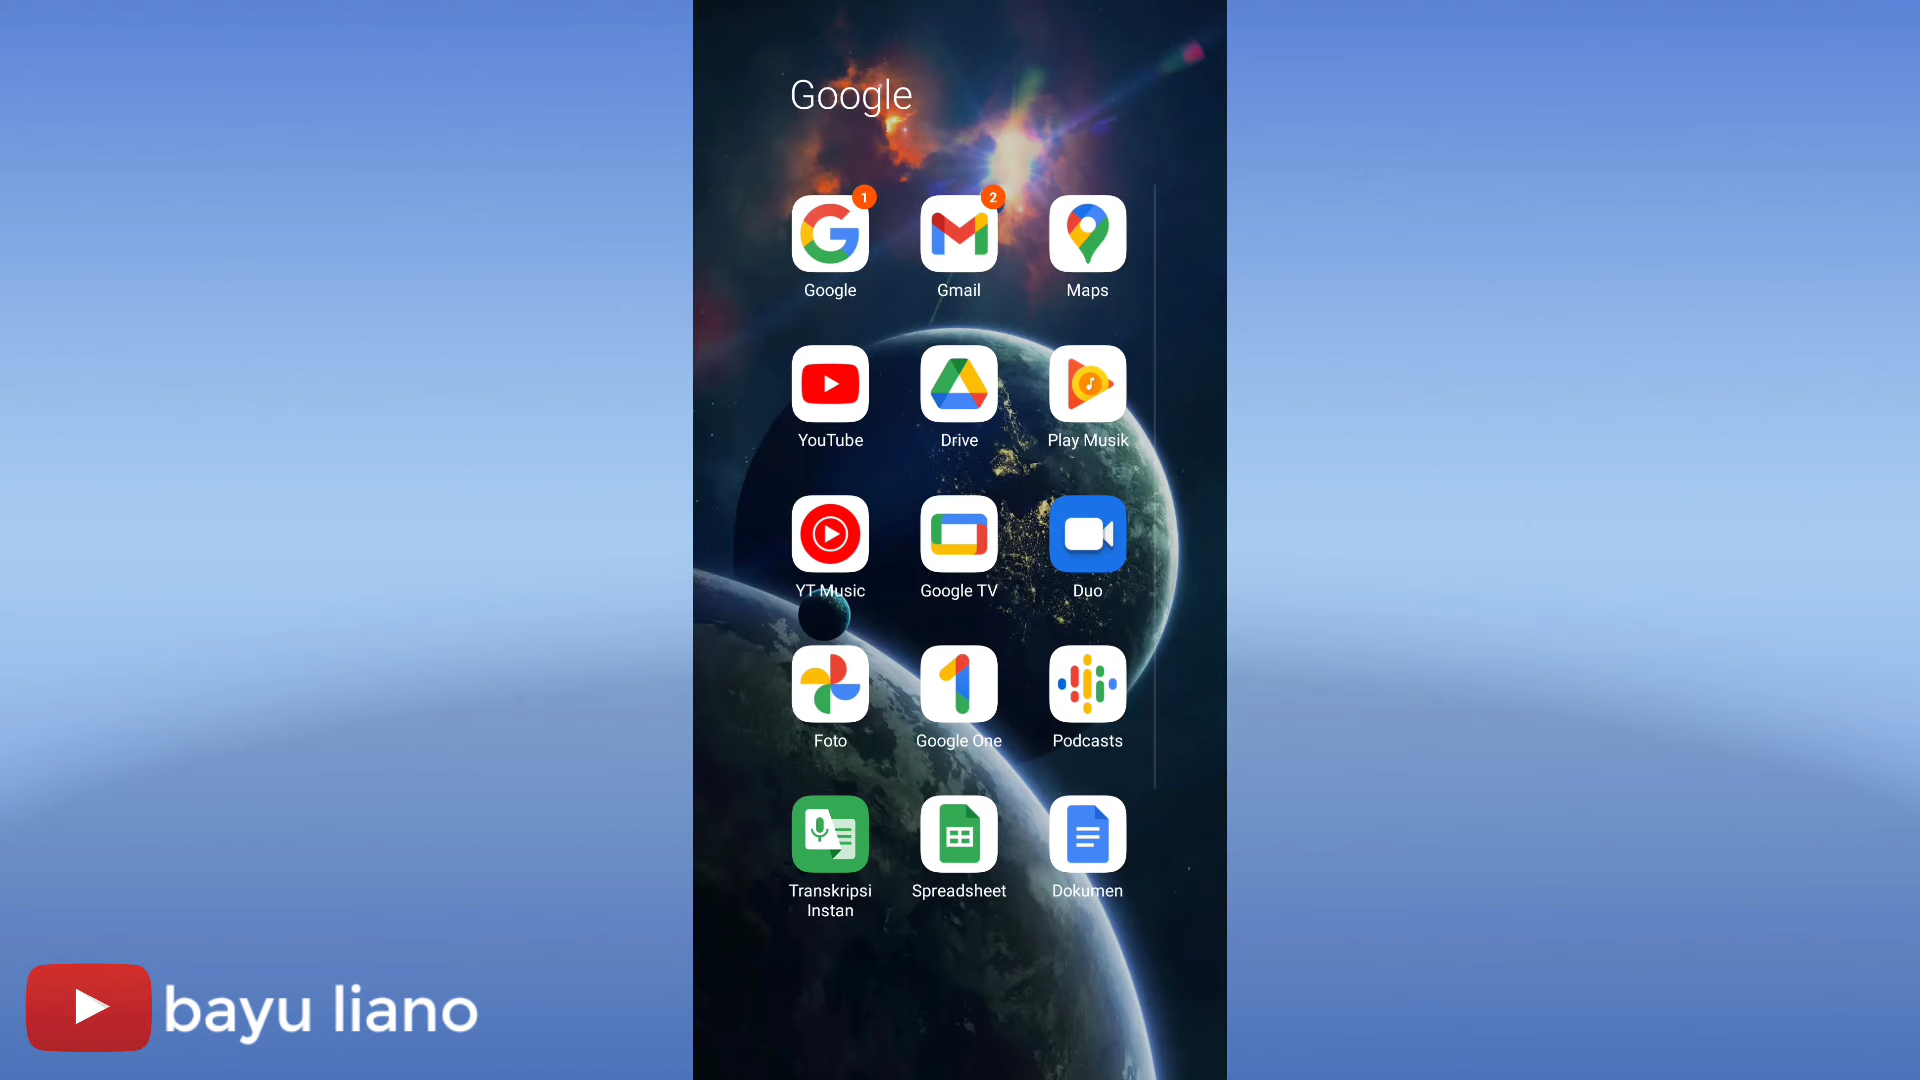 Google
1
2
Google
Gmail
Maps
YouTube
Drive
Play Musik
YT Music
Google TV
Duo
Foto
Google One
Podcasts
Transkripsi
Instan
Spreadsheet
Dokumen
bayu liano